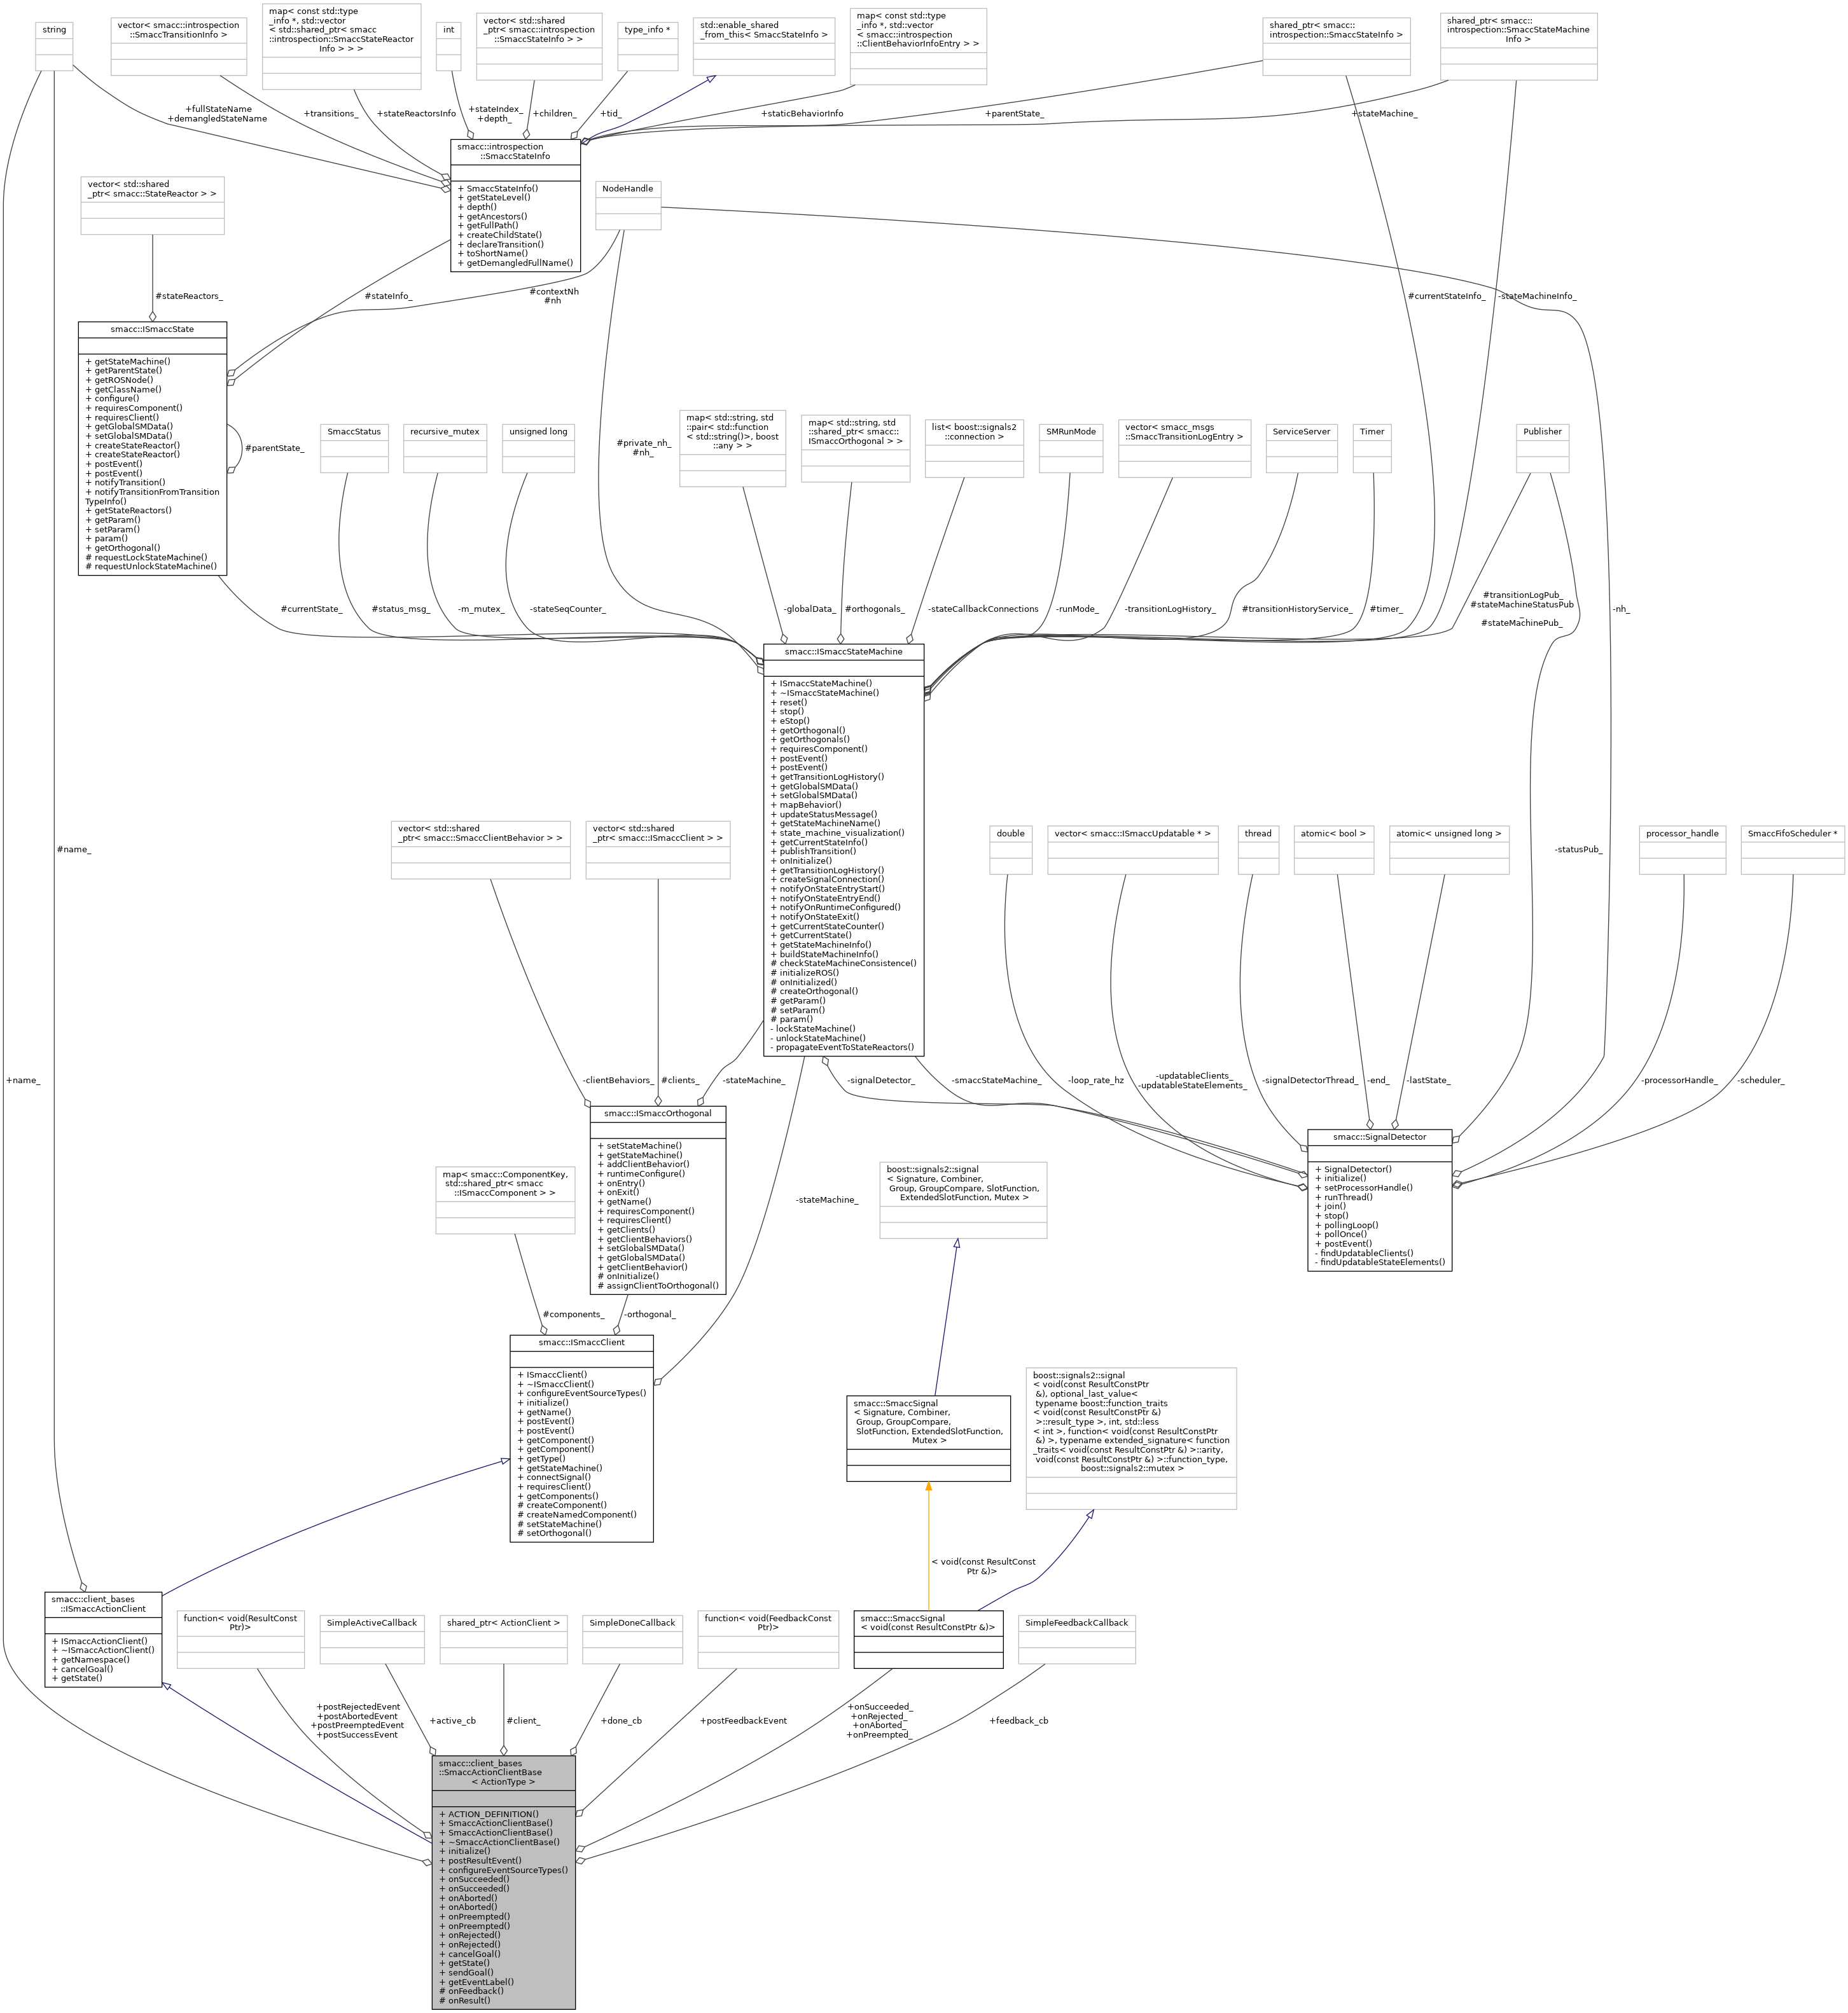 string
vector< smacc::introspection
::SmaccTransitionInfo >
map< const std::type
_info *, std::vector
< std::shared_ptr< smacc
::introspection::SmaccStateReactor
Info > > >
int
vector< std::shared
_ptr< smacc::introspection
::SmaccStateInfo > >
type_info *
std::enable_shared
_from_this< SmaccStateInfo >
map< const std::type
_info *, std::vector
< smacc::introspection
::ClientBehaviorInfoEntry > >
shared_ptr< smacc::
introspection::SmaccStateInfo >
shared_ptr< smacc::
introspection::SmaccStateMachine
Info >
+fullStateName
+demangledStateName
+transitions_
+stateReactorsInfo
+stateIndex_
+depth_
+children_
+tid_
+staticBehaviorInfo
+parentState_
+stateMachine_
smacc::introspection
::SmaccStateInfo
+ SmaccStateInfo()
+ getStateLevel()
+ depth()
+ getAncestors()
+ getFullPath()
+ createChildState()
+ declareTransition()
+ toShortName()
+ getDemangledFullName()
vector< std::shared
_ptr< smacc::StateReactor > >
NodeHandle
#stateReactors_
#stateInfo_
#contextNh
#nh
#currentStateInfo_
-stateMachineInfo_
smacc::ISmaccState
+ getStateMachine()
+ getParentState()
+ getROSNode()
+ getClassName()
+ configure()
+ requiresComponent()
+ requiresClient()
+ getGlobalSMData()
+ setGlobalSMData()
+ createStateReactor()
+ createStateReactor()
+ postEvent()
+ postEvent()
+ notifyTransition()
+ notifyTransitionFromTransition
TypeInfo()
+ getStateReactors()
+ getParam()
+ setParam()
+ param()
+ getOrthogonal()
# requestLockStateMachine()
# requestUnlockStateMachine()
#parentState_
SmaccStatus
recursive_mutex
unsigned long
#private_nh_
#nh_
map< std::string, std
::pair< std::function
< std::string()>, boost
::any > >
map< std::string, std
::shared_ptr< smacc::
ISmaccOrthogonal > >
list< boost::signals2
::connection >
SMRunMode
vector< smacc_msgs
::SmaccTransitionLogEntry >
ServiceServer
Timer
Publisher
#currentState_
#status_msg_
-m_mutex_
-stateSeqCounter_
-globalData_
#orthogonals_
-stateCallbackConnections
-runMode_
-transitionLogHistory_
#transitionHistoryService_
#timer_
#transitionLogPub_
#stateMachineStatusPub
_
#stateMachinePub_
-nh_
smacc::ISmaccStateMachine
+ ISmaccStateMachine()
+ ~ISmaccStateMachine()
+ reset()
+ stop()
+ eStop()
+ getOrthogonal()
+ getOrthogonals()
+ requiresComponent()
+ postEvent()
+ postEvent()
+ getTransitionLogHistory()
+ getGlobalSMData()
+ setGlobalSMData()
+ mapBehavior()
+ updateStatusMessage()
+ getStateMachineName()
+ state_machine_visualization()
+ getCurrentStateInfo()
+ publishTransition()
+ onInitialize()
+ getTransitionLogHistory()
+ createSignalConnection()
+ notifyOnStateEntryStart()
+ notifyOnStateEntryEnd()
+ notifyOnRuntimeConfigured()
+ notifyOnStateExit()
+ getCurrentStateCounter()
+ getCurrentState()
+ getStateMachineInfo()
+ buildStateMachineInfo()
# checkStateMachineConsistence()
# initializeROS()
# onInitialized()
# createOrthogonal()
# getParam()
# setParam()
# param()
- lockStateMachine()
- unlockStateMachine()
- propagateEventToStateReactors()
#name_
vector< std::shared
_ptr< smacc::SmaccClientBehavior > >
vector< std::shared
_ptr< smacc::ISmaccClient > >
double
vector< smacc::ISmaccUpdatable * >
thread
atomic< bool >
atomic< unsigned long >
-statusPub_
processor_handle
SmaccFifoScheduler *
+name_
-clientBehaviors_
#clients_
-stateMachine_
-signalDetector_
-smaccStateMachine_
-loop_rate_hz
-updatableClients_
-updatableStateElements_
-signalDetectorThread_
-end_
-lastState_
-processorHandle_
-scheduler_
smacc::ISmaccOrthogonal
+ setStateMachine()
+ getStateMachine()
+ addClientBehavior()
+ runtimeConfigure()
+ onEntry()
+ onExit()
+ getName()
+ requiresComponent()
+ requiresClient()
+ getClients()
+ getClientBehaviors()
+ setGlobalSMData()
+ getGlobalSMData()
+ getClientBehavior()
# onInitialize()
# assignClientToOrthogonal()
smacc::SignalDetector
+ SignalDetector()
+ initialize()
+ setProcessorHandle()
+ runThread()
+ join()
+ stop()
+ pollingLoop()
+ pollOnce()
+ postEvent()
- findUpdatableClients()
- findUpdatableStateElements()
map< smacc::ComponentKey,
std::shared_ptr< smacc
::ISmaccComponent > >
-stateMachine_
boost::signals2::signal
< Signature, Combiner,
Group, GroupCompare, SlotFunction,
ExtendedSlotFunction, Mutex >
#components_
-orthogonal_
smacc::ISmaccClient
+ ISmaccClient()
+ ~ISmaccClient()
+ configureEventSourceTypes()
+ initialize()
+ getName()
+ postEvent()
+ postEvent()
+ getComponent()
+ getComponent()
+ getType()
+ getStateMachine()
+ connectSignal()
+ requiresClient()
+ getComponents()
# createComponent()
# createNamedComponent()
# setStateMachine()
# setOrthogonal()
smacc::SmaccSignal
< Signature, Combiner,
Group, GroupCompare,
SlotFunction, ExtendedSlotFunction,
Mutex >
boost::signals2::signal
< void(const ResultConstPtr
&), optional_last_value<
typename boost::function_traits
< void(const ResultConstPtr &)
>::result_type >, int, std::less
< int >, function< void(const ResultConstPtr
&) >, typename extended_signature< function
_traits< void(const ResultConstPtr &) >::arity,
void(const ResultConstPtr &) >::function_type,
boost::signals2::mutex >
< void(const ResultConst
Ptr &)>
smacc::client_bases
::ISmaccActionClient
+ ISmaccActionClient()
+ ~ISmaccActionClient()
+ getNamespace()
+ cancelGoal()
+ getState()
function< void(ResultConst
Ptr)>
SimpleActiveCallback
shared_ptr< ActionClient >
SimpleDoneCallback
function< void(FeedbackConst
Ptr)>
smacc::SmaccSignal
< void(const ResultConstPtr &)>
SimpleFeedbackCallback
+postRejectedEvent
+postAbortedEvent
+postPreemptedEvent
+postSuccessEvent
+active_cb
#client_
+done_cb
+postFeedbackEvent
+onSucceeded_
+onRejected_
+onAborted_
+onPreempted_
+feedback_cb
smacc::client_bases
::SmaccActionClientBase
< ActionType >
+ ACTION_DEFINITION()
+ SmaccActionClientBase()
+ SmaccActionClientBase()
+ ~SmaccActionClientBase()
+ initialize()
+ postResultEvent()
+ configureEventSourceTypes()
+ onSucceeded()
+ onSucceeded()
+ onAborted()
+ onAborted()
+ onPreempted()
+ onPreempted()
+ onRejected()
+ onRejected()
+ cancelGoal()
+ getState()
+ sendGoal()
+ getEventLabel()
# onFeedback()
# onResult()